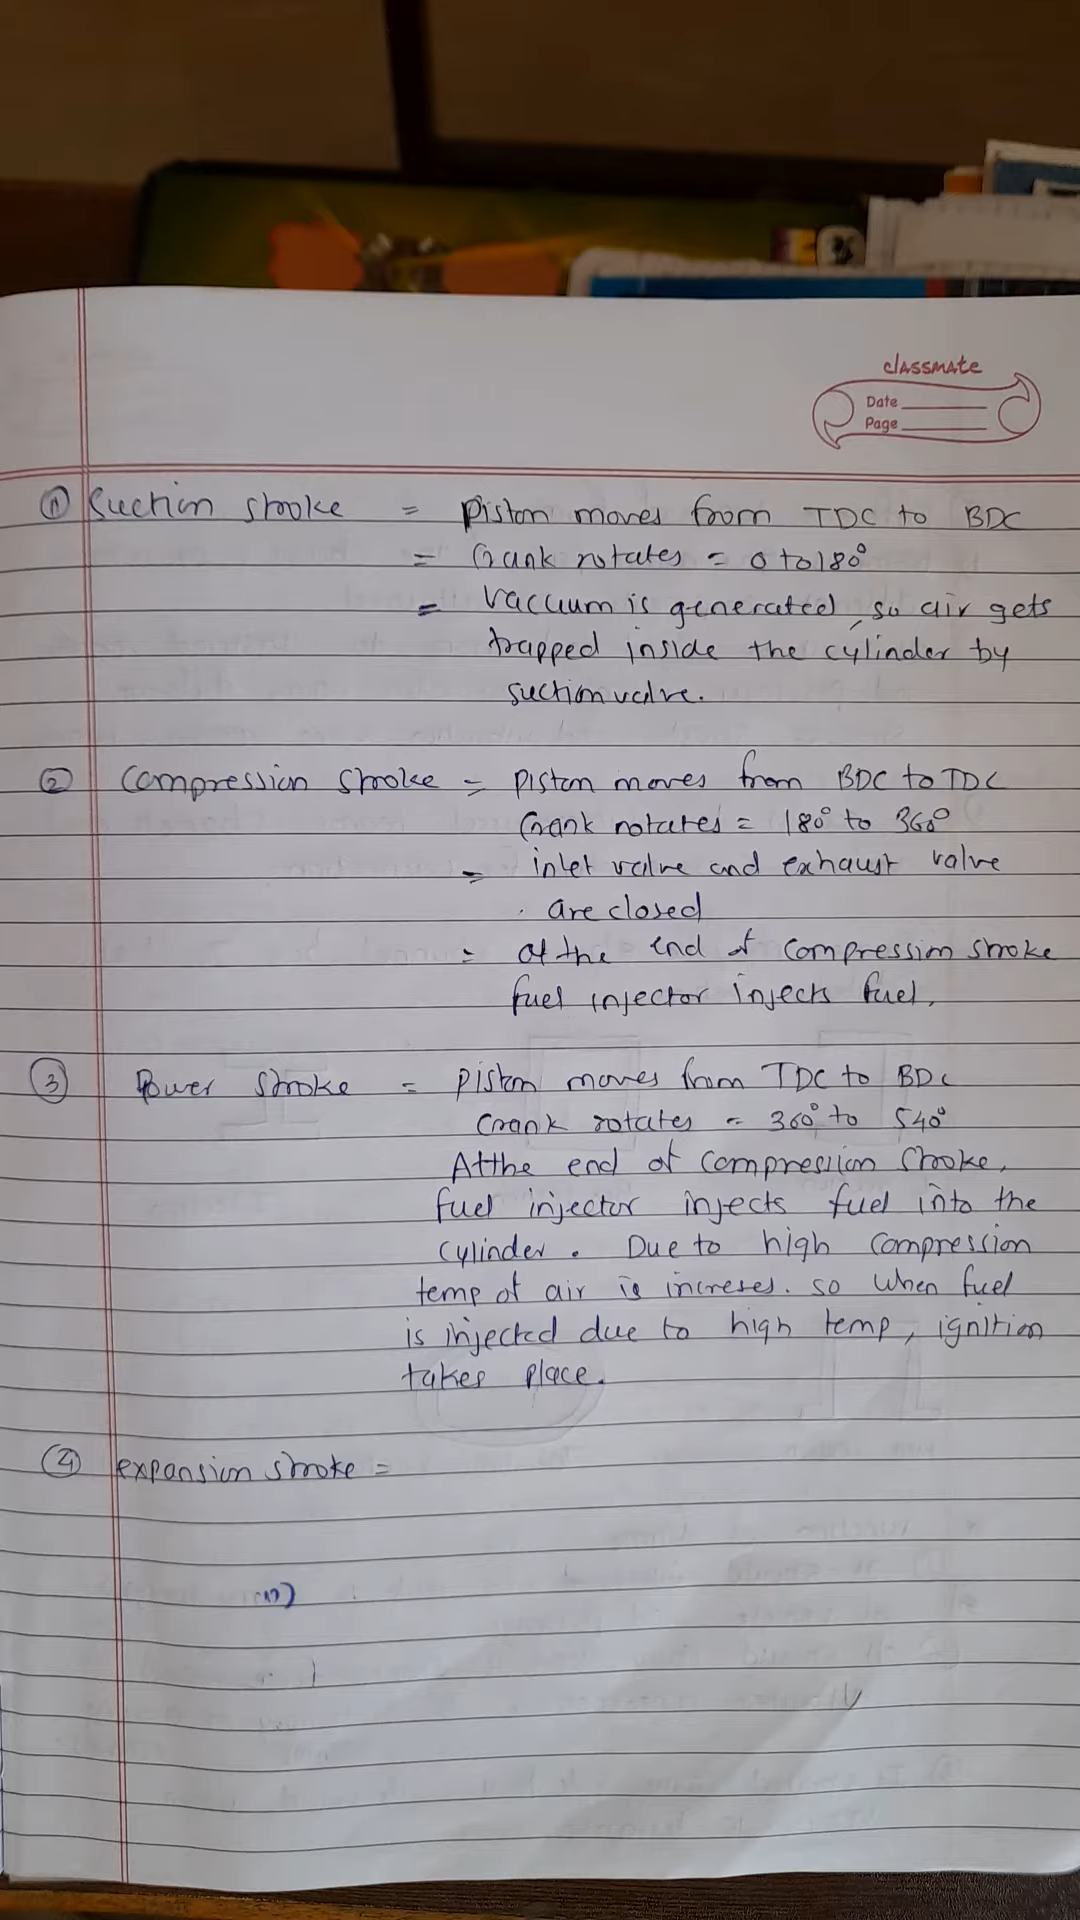 classmate
Date
Page
① Suction stroke = piston moves from TDC to BDC
= Crank rotates = 0 to 180°
= vaccum is generated, so air gets
trapped inside the cylinder by
suction valve.
② Compression stroke = piston moves from BDC to TDC
Crank rotates = 180° to 360°
= inlet valve and exhaust valve
are closed
= at the end of compression stroke
fuel injector injects fuel.
③ Power stroke = piston moves from TDC to BDC
Crank rotates = 360° to 540°
At the end of compression stroke,
fuel injector injects fuel into the
cylinder. Due to high compression
temp of air is increses. so when fuel
is injected due to high temp, ignition
takes place.
④ expansion stroke =